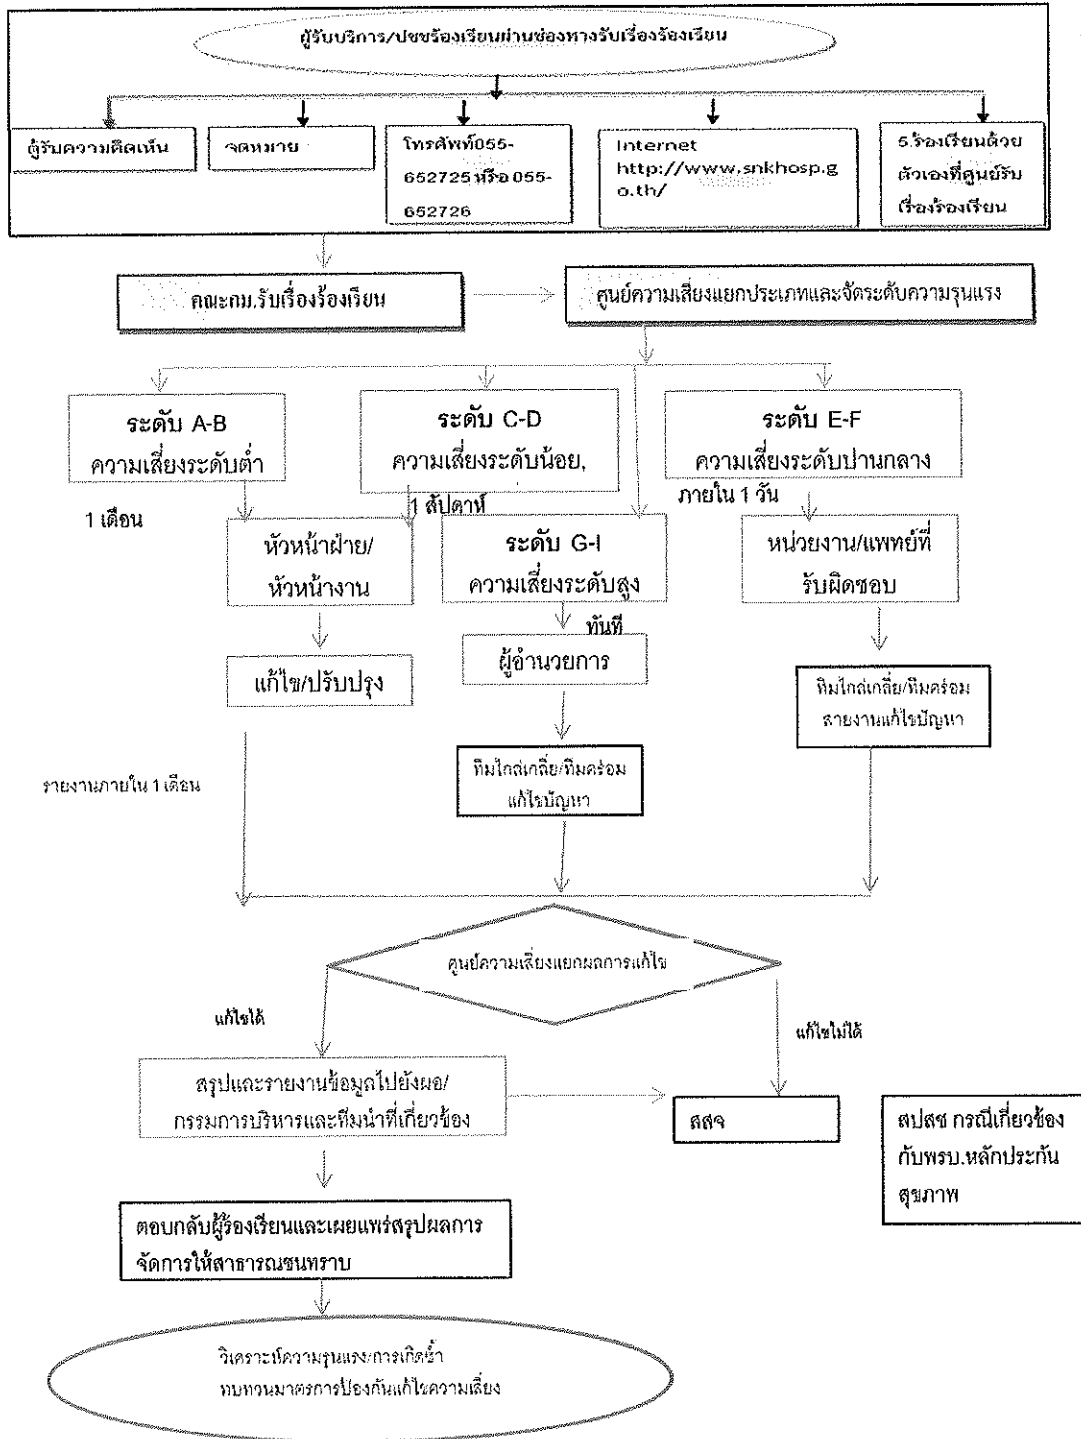 ผู้รับบริการ/ปชชร้องเรียนผ่านช่องทางรับเรื่องร้องเรียน
ตู้รับความคิดเห็น
จดหมาย
โทรศัพท์055-
652725 หรือ 055-
652726
Internet
http://www.snkhosp.g
o.th/
5.ร้องเรียนด้วย
ตัวเองที่ศูนย์รับ
เรื่องร้องเรียน
คณะกม.รับเรื่องร้องเรียน
ศูนย์ความเสี่ยงแยกประเภทและจัดระดับความรุนแรง
ระดับ A-B
ความเสี่ยงระดับต่ำ
ระดับ C-D
ความเสี่ยงระดับน้อย,
ระดับ E-F
ความเสี่ยงระดับปานกลาง
1 เดือน
1 สัปดาห์
ภายใน 1 วัน
หัวหน้าฝ่าย/
หัวหน้างาน
ระดับ G-I
ความเสี่ยงระดับสูง
หน่วยงาน/แพทย์ที่
รับผิดชอบ
ทันที
ผู้อำนวยการ
แก้ไข/ปรับปรุง
ทีมไกล่เกลี่ย/ทีมคร่อม
สายงานแก้ไขปัญหา
ทีมไกล่เกลี่ย/ทีมคร่อม
แก้ไขปัญหา
รายงานภายใน 1 เดือน
ศูนย์ความเสี่ยงแยกผลการแก้ไข
แก้ไขได้
แก้ไขไม่ได้
สรุปและรายงานข้อมูลไปยังผอ/
กรรมการบริหารและทีมนำที่เกี่ยวข้อง
สสจ
สปสช กรณีเกี่ยวข้อง
กับพรบ.หลักประกัน
สุขภาพ
ตอบกลับผู้ร้องเรียนและเผยแพร่สรุปผลการ
จัดการให้สาธารณชนทราบ
วิเคราะห์ความรุนแรง/การเกิดซ้ำ
ทบทวนมาตรการป้องกันแก้ไขความเสี่ยง